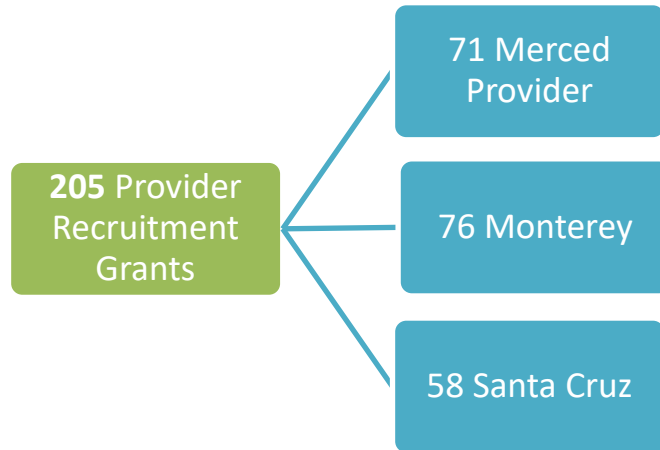 205 Provider
Recruitment
Grants
71 Merced
Provider
76 Monterey
58 Santa Cruz